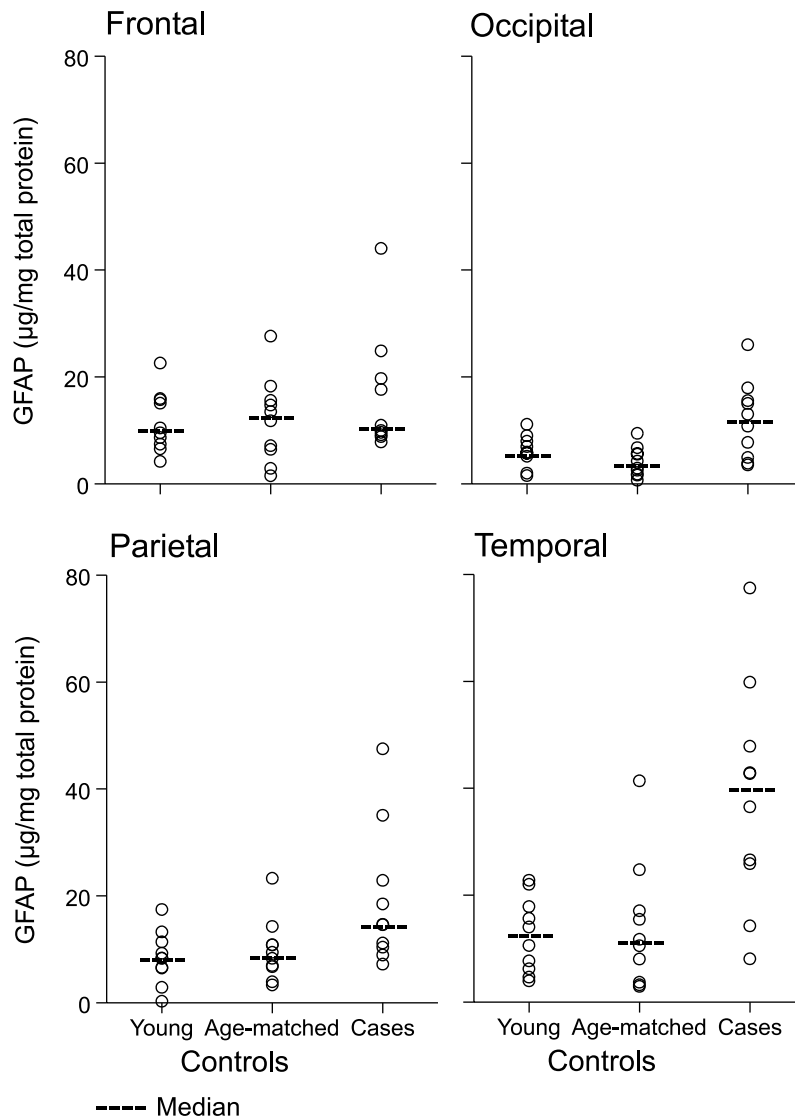 Frontal
Occipital
80
60
40
20
0
GFAP (µg/mg total protein)
Parietal
Temporal
80
60
40
20
0
GFAP (µg/mg total protein)
Young Age-matched Cases
Controls
Young Age-matched Cases
Controls
Median